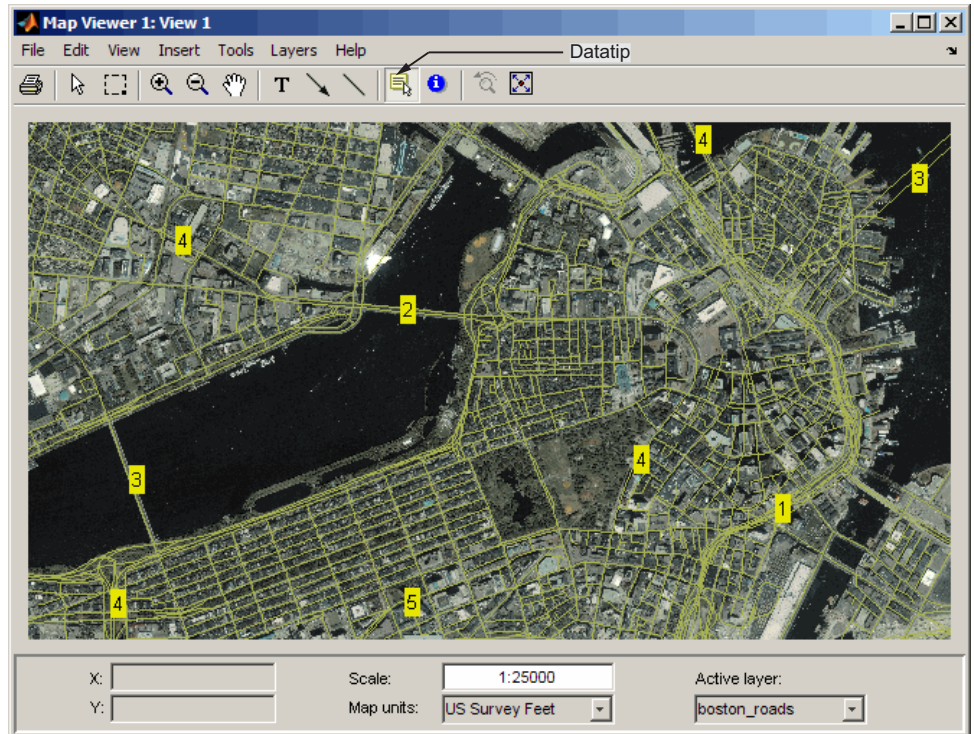 Map Viewer 1: View 1
File Edit View Insert Tools Layers Help
Datatip
T
4
3
4
2
4
3
1
4
5
X:
Scale: 1:25000
Active layer:
Y:
Map units: US Survey Feet
boston_roads